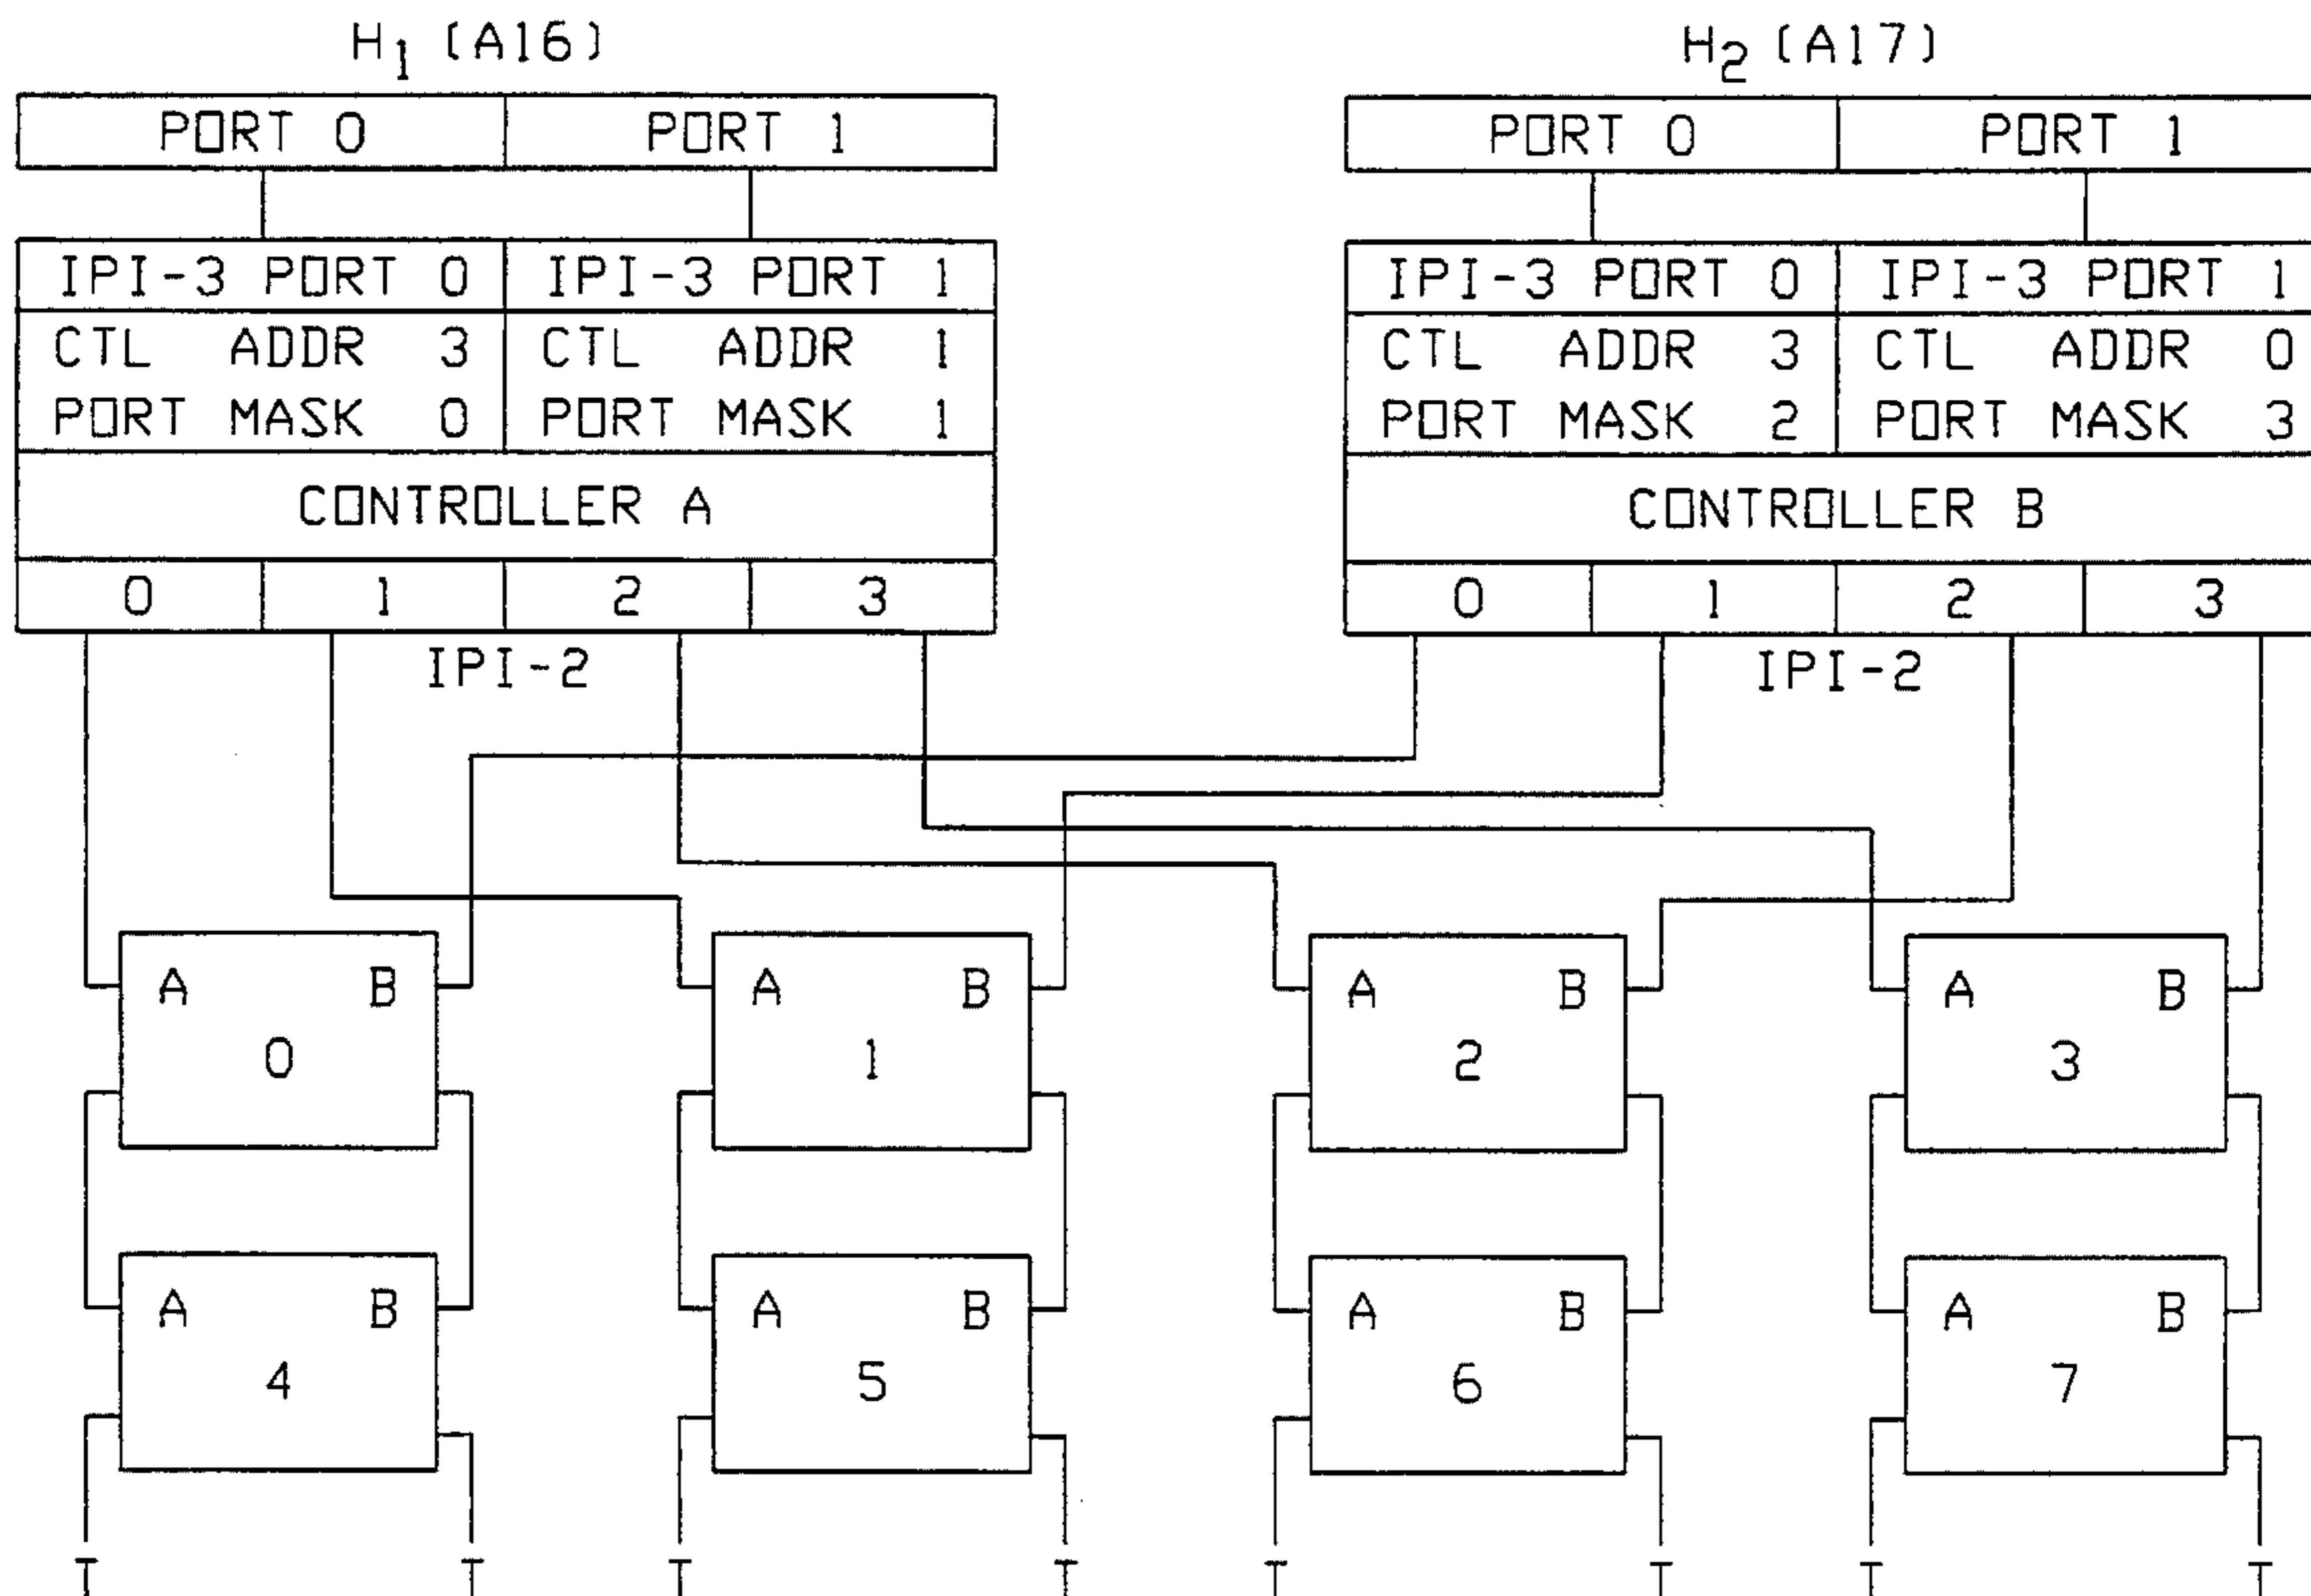 H1 (A16) H2 (A17)
PORT 0 PORT 1 PORT 0 PORT 1
IPI-3 PORT 0 IPI-3 PORT 1 IPI-3 PORT 0 IPI-3 PORT 1
CTL ADDR 3 CTL ADDR 1 CTL ADDR 3 CTL ADDR 0
PORT MASK 0 PORT MASK 1 PORT MASK 2 PORT MASK 3
CONTROLLER A CONTROLLER B
0 1 2 3 0 1 2 3
IPI-2 IPI-2
A B A B A B A B
0 1 2 3
A B A B A B A B
4 5 6 7
T T T T T T T T